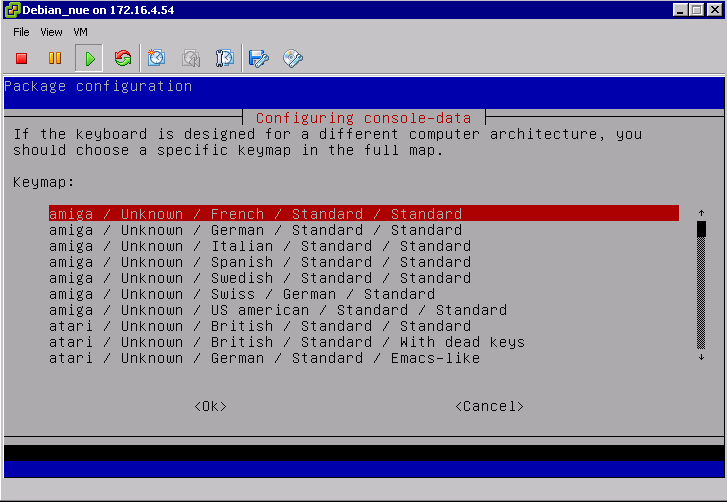 Debian_nue on 172.16.4.54
File View VM
Package configuration
Configuring console-data
If the keyboard is designed for a different computer architecture, you
should choose a specific keymap in the full map.
Keymap:
amiga / Unknown / French / Standard / Standard
amiga / Unknown / German / Standard / Standard
amiga / Unknown / Italian / Standard / Standard
amiga / Unknown / Spanish / Standard / Standard
amiga / Unknown / Swedish / Standard / Standard
amiga / Unknown / Swiss / German / Standard
amiga / Unknown / US american / Standard / Standard
atari / Unknown / British / Standard / Standard
atari / Unknown / British / Standard / With dead keys
atari / Unknown / German / Standard / Emacs-like
<Ok> <Cancel>